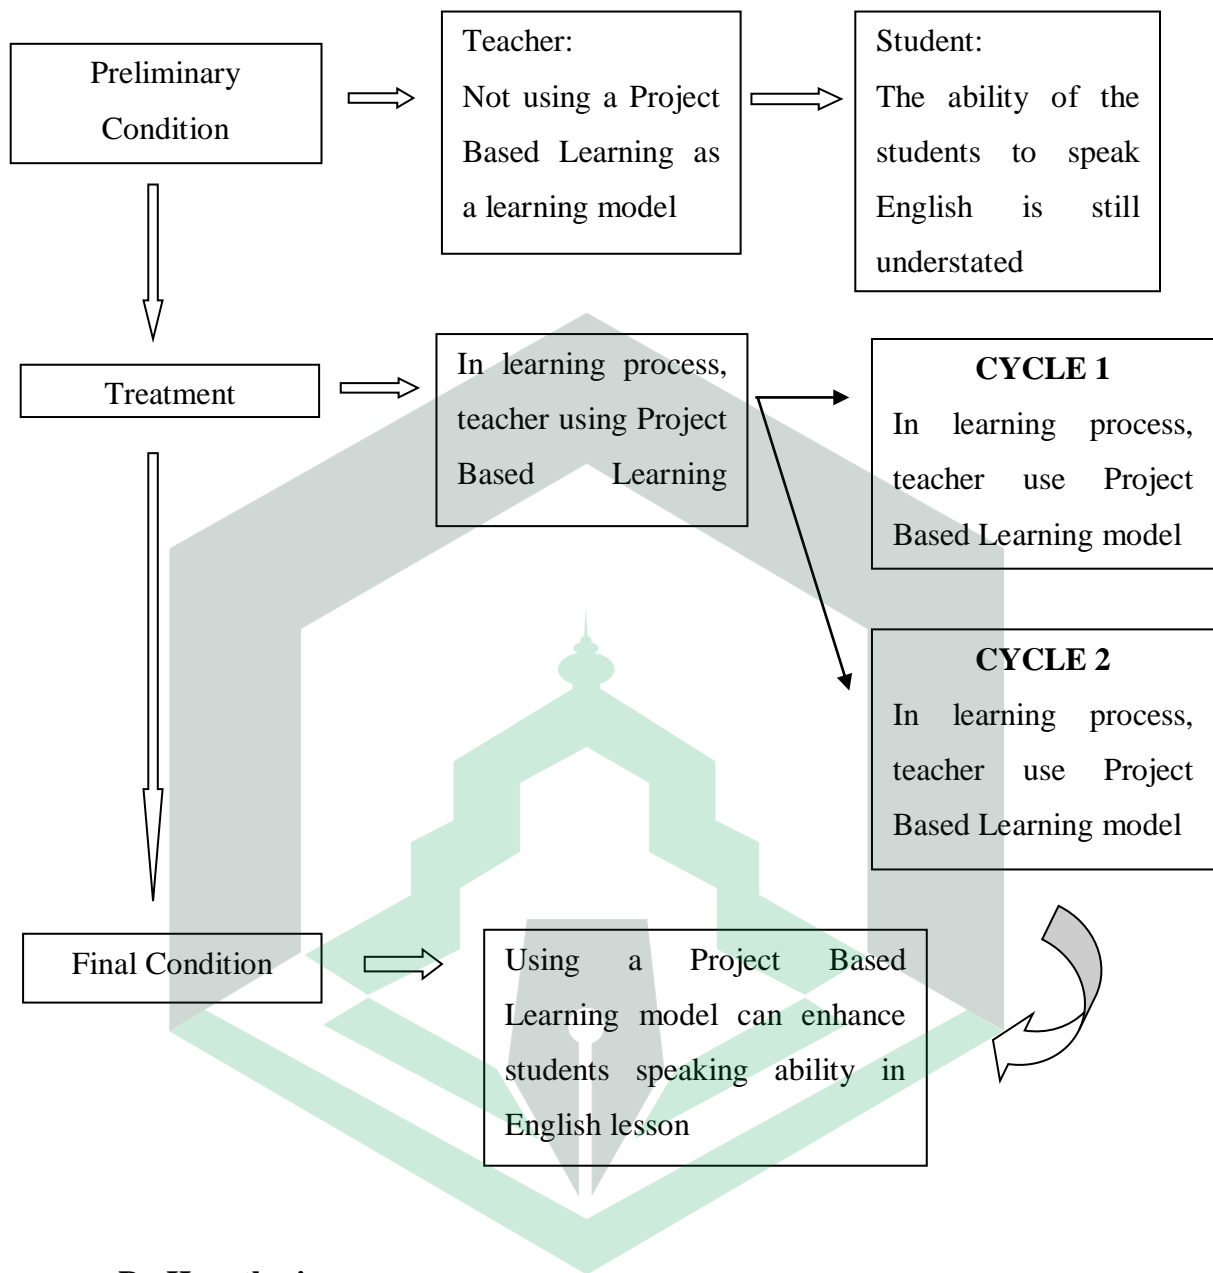 Preliminary
Condition
Teacher:
Not using a Project
Based Learning as
a learning model
Student:
The ability of the
students to speak
English is still
understated
Treatment
In learning process,
teacher using Project
Based Learning
CYCLE 1
In learning process,
teacher use Project
Based Learning model
CYCLE 2
In learning process,
teacher use Project
Based Learning model
Final Condition
Using a Project Based
Learning model can enhance
students speaking ability in
English lesson